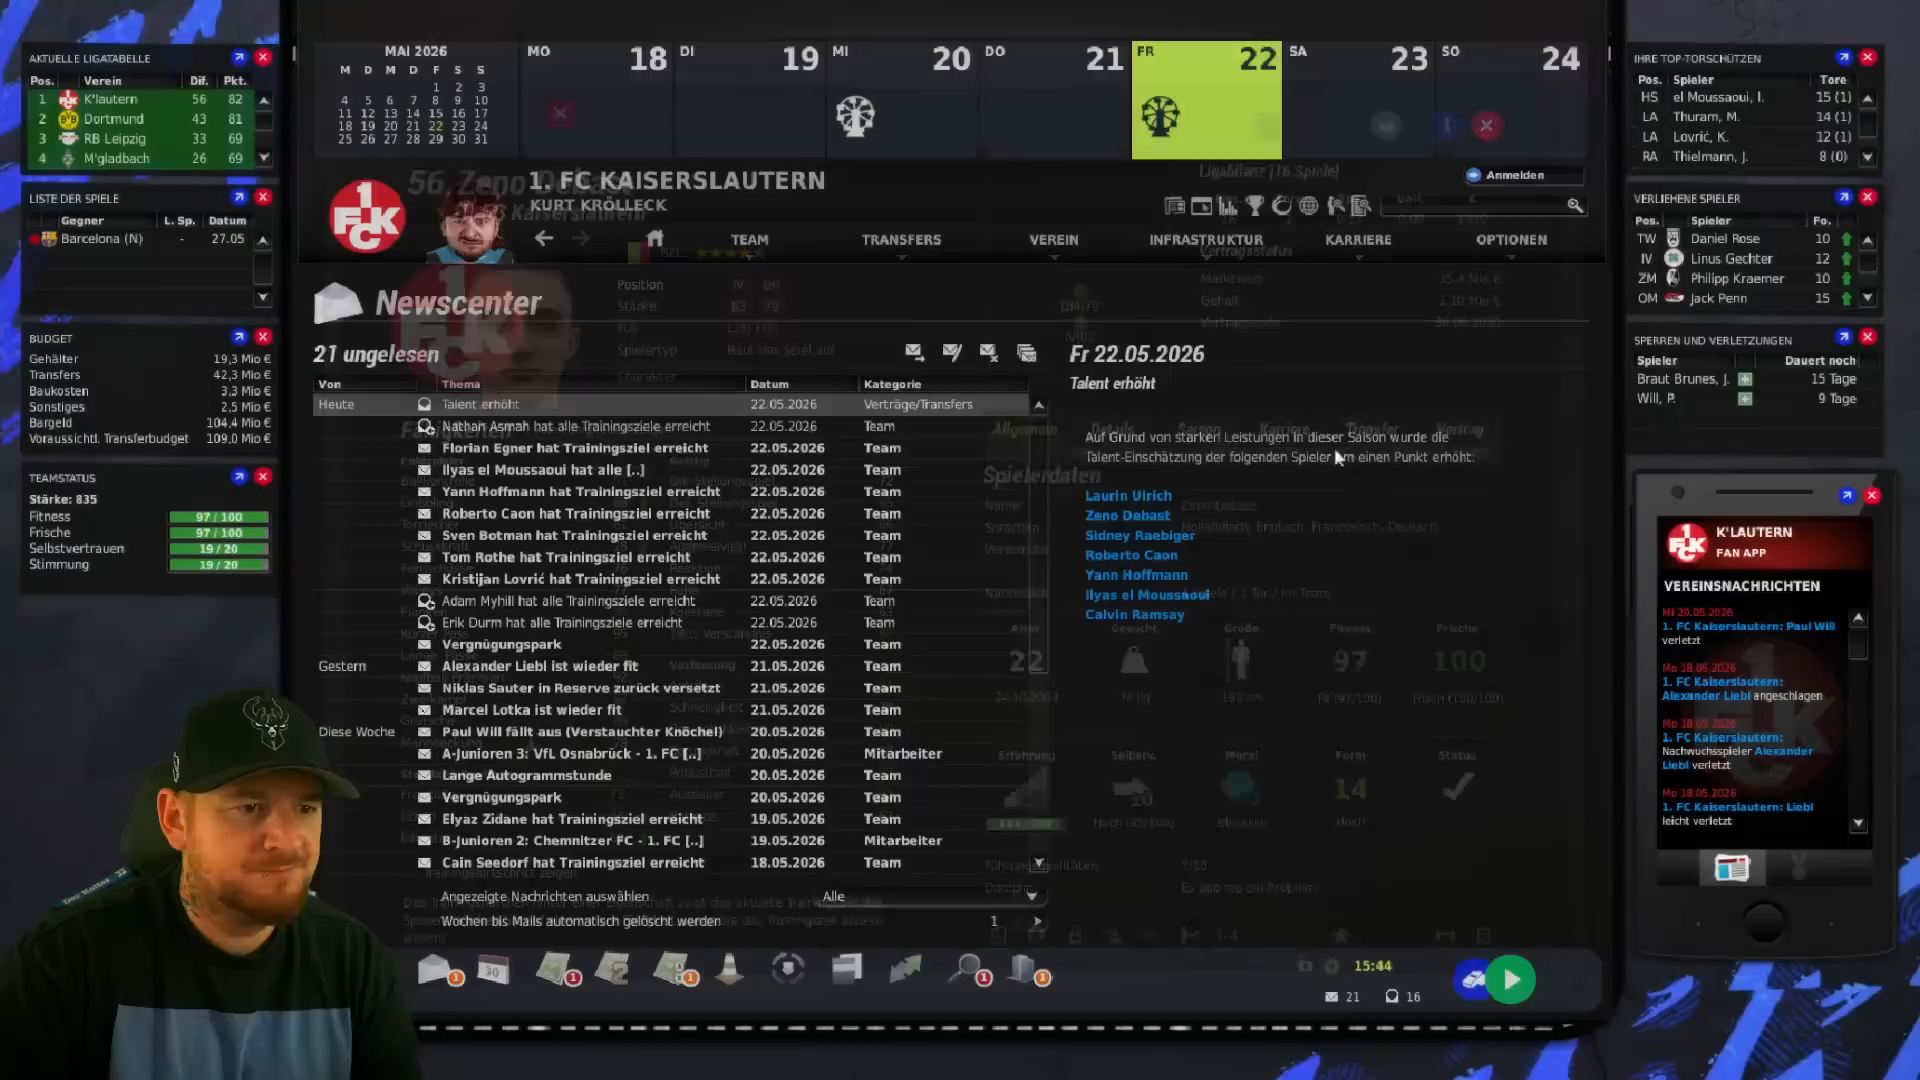 AKTUELLE LIGATABELLE
Pos. Verein Dif. Pkt.
1 K'lautern 56 82
2 Dortmund 43 81
3 RB Leipzig 33 69
4 M'gladbach 26 69
LISTE DER SPIELE
Gegner L. Sp. Datum
Barcelona (N) - 27.05
BUDGET
Gehälter 19,3 Mio €
Transfers 42,3 Mio €
Baukosten 3,3 Mio €
Sonstiges 2,5 Mio €
Bargeld 104,4 Mio €
Voraussichtl. Transferbudget 109,0 Mio €
TEAMSTATUS
Stärke: 835
Fitness 97 / 100
Frische 97 / 100
Selbstvertrauen 19 / 20
Stimmung 19 / 20
MAI 2026
M D M D F S S
1 2 3
4 5 6 7 8 9 10
11 12 13 14 15 16 17
18 19 20 21 22 23 24
25 26 27 28 29 30 31
MO 18 DI 19 MI 20 DO 21 FR 22 SA 23 SO 24
56. Zeno Debast
1. FC KAISERSLAUTERN
KURT KRÖLLECK
Anmelden
TEAM TRANSFERS VEREIN INFRASTRUKTUR KARRIERE OPTIONEN
Newscenter
21 ungelesen
Von Thema Datum Kategorie
Heute Talent erhöht 22.05.2026 Verträge/Transfers
Nathan Asmah hat alle Trainingsziele erreicht 22.05.2026 Team
Florian Egner hat Trainingsziel erreicht 22.05.2026 Team
Ilyas el Moussaoui hat alle [..] 22.05.2026 Team
Yann Hoffmann hat Trainingsziel erreicht 22.05.2026 Team
Roberto Caon hat Trainingsziel erreicht 22.05.2026 Team
Sven Botman hat Trainingsziel erreicht 22.05.2026 Team
Tom Rothe hat Trainingsziel erreicht 22.05.2026 Team
Kristijan Lovrić hat Trainingsziel erreicht 22.05.2026 Team
Adam Myhill hat alle Trainingsziele erreicht 22.05.2026 Team
Erik Durm hat alle Trainingsziele erreicht 22.05.2026 Team
Vergnügungspark 22.05.2026 Team
Gestern Alexander Liebl ist wieder fit 21.05.2026 Team
Niklas Sauter in Reserve zurück versetzt 21.05.2026 Team
Marcel Lotka ist wieder fit 21.05.2026 Team
Diese Woche Paul Will fällt aus (Verstauchter Knöchel) 20.05.2026 Team
A-Junioren 3: VfL Osnabrück - 1. FC [..] 20.05.2026 Mitarbeiter
Lange Autogrammstunde 20.05.2026 Team
Vergnügungspark 20.05.2026 Team
Elyaz Zidane hat Trainingsziel erreicht 19.05.2026 Team
B-Junioren 2: Chemnitzer FC - 1. FC [..] 19.05.2026 Mitarbeiter
Cain Seedorf hat Trainingsziel erreicht 18.05.2026 Team
Angezeigte Nachrichten auswählen Alle
Wochen bis Mails automatisch gelöscht werden 1
Fr 22.05.2026
Talent erhöht
Auf Grund von starken Leistungen in dieser Saison wurde die
Talent-Einschätzung der folgenden Spieler um einen Punkt erhöht:
Laurin Ulrich
Zeno Debast
Sidney Raebiger
Roberto Caon
Yann Hoffmann
Ilyas el Moussaoui
Calvin Ramsay
Spielerdaten
Alter Gewicht Größe Fitness Frische
22 97 100
Erfahrung Selbstv. Moral Form Status
14
15:44
21 16
IHRE TOP-TORSCHÜTZEN
Pos. Spieler Tore
HS el Moussaoui, I. 15 (1)
LA Thuram, M. 14 (1)
LA Lovrić, K. 12 (1)
RA Thielmann, J. 8 (0)
VERLIEHENE SPIELER
Pos. Spieler Fo.
TW Daniel Rose 10
IV Linus Gechter 12
ZM Philipp Kraemer 10
OM Jack Penn 15
SPERREN UND VERLETZUNGEN
Spieler Dauert noch
Braut Brunes, J. 15 Tage
Will, P. 9 Tage
K'LAUTERN
FAN APP
VEREINSNACHRICHTEN
Mi 20.05.2026
1. FC Kaiserslautern: Paul Will
verletzt
Mo 18.05.2026
1. FC Kaiserslautern:
Alexander Liebl angeschlagen
Mo 18.05.2026
1. FC Kaiserslautern:
Nachwuchsspieler Alexander
Liebl verletzt
Mo 18.05.2026
1. FC Kaiserslautern: Liebl
leicht verletzt